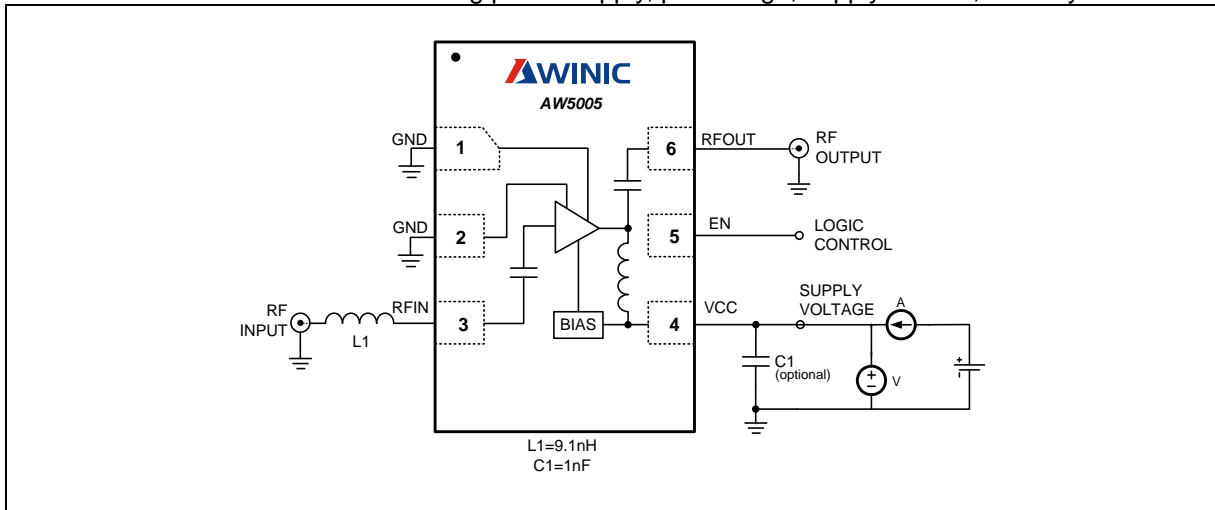 AWINIC
AW5005
GND
1
6
RFOUT
RF
OUTPUT
GND
2
5
EN
LOGIC
CONTROL
RF
INPUT
L1
RFIN
3
BIAS
4
VCC
SUPPLY
VOLTAGE
A
C1
(optional)
+
−
V
+
-
L1=9.1nH
C1=1nF